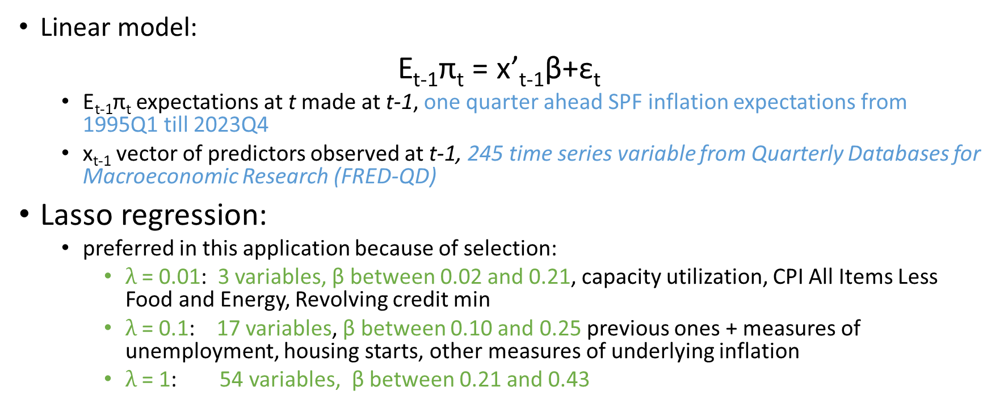 • Linear model:
E_{t-1}π_t = x’_{t-1}β+ε_t
• E_{t-1}π_t expectations at t made at t-1, one quarter ahead SPF inflation expectations from
1995Q1 till 2023Q4
• x_{t-1} vector of predictors observed at t-1, 245 time series variable from Quarterly Databases for
Macroeconomic Research (FRED-QD)
• Lasso regression:
• preferred in this application because of selection:
• λ = 0.01: 3 variables, β between 0.02 and 0.21, capacity utilization, CPI All Items Less
Food and Energy, Revolving credit min
• λ = 0.1: 17 variables, β between 0.10 and 0.25 previous ones + measures of
unemployment, housing starts, other measures of underlying inflation
• λ = 1: 54 variables, β between 0.21 and 0.43